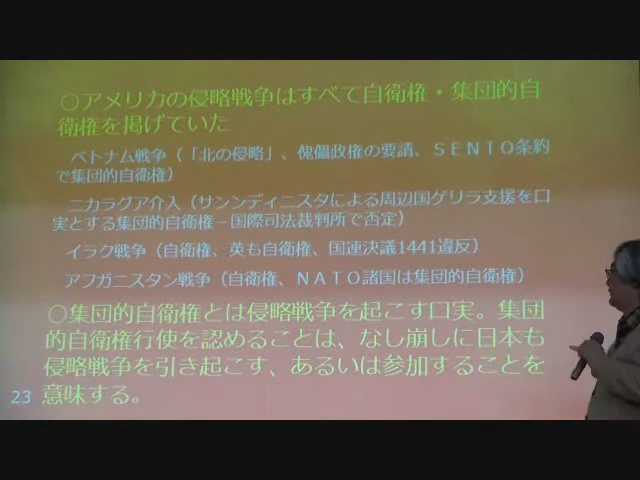 ○アメリカの侵略戦争はすべて自衛権・集団的自
衛権を掲げていた
ベトナム戦争（「北の侵略」、傀儡政権の要請、ＳＥＮＴＯ条約
で集団的自衛権）
ニカラグア介入（サンンディニスタによる周辺国ゲリラ支援を口
実とする集団的自衛権－国際司法裁判所で否定）
イラク戦争（自衛権、英も自衛権、国連決議1441違反）
アフガニスタン戦争（自衛権、ＮＡＴＯ諸国は集団的自衛権）
○集団的自衛権とは侵略戦争を起こす口実。集団
的自衛権行使を認めることは、なし崩しに日本も
侵略戦争を引き起こす、あるいは参加することを
意味する。
23